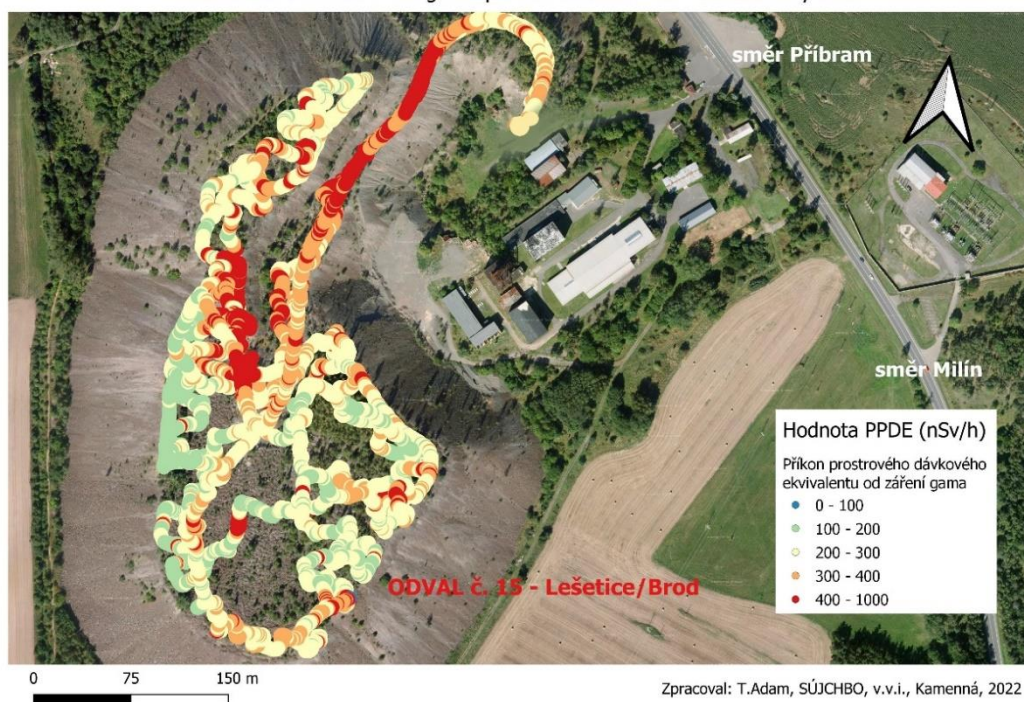 směr Příbram
směr Milín
Hodnota PPDE (nSv/h)
Příkon prostrového dávkového
ekvivalentu od záření gama
0 - 100
100 - 200
200 - 300
300 - 400
400 - 1000
ODVAL č. 15 - Lešetice/Brod
0 75 150 m
Zpracoval: T.Adam, SÚJCHBO, v.v.i., Kamenná, 2022